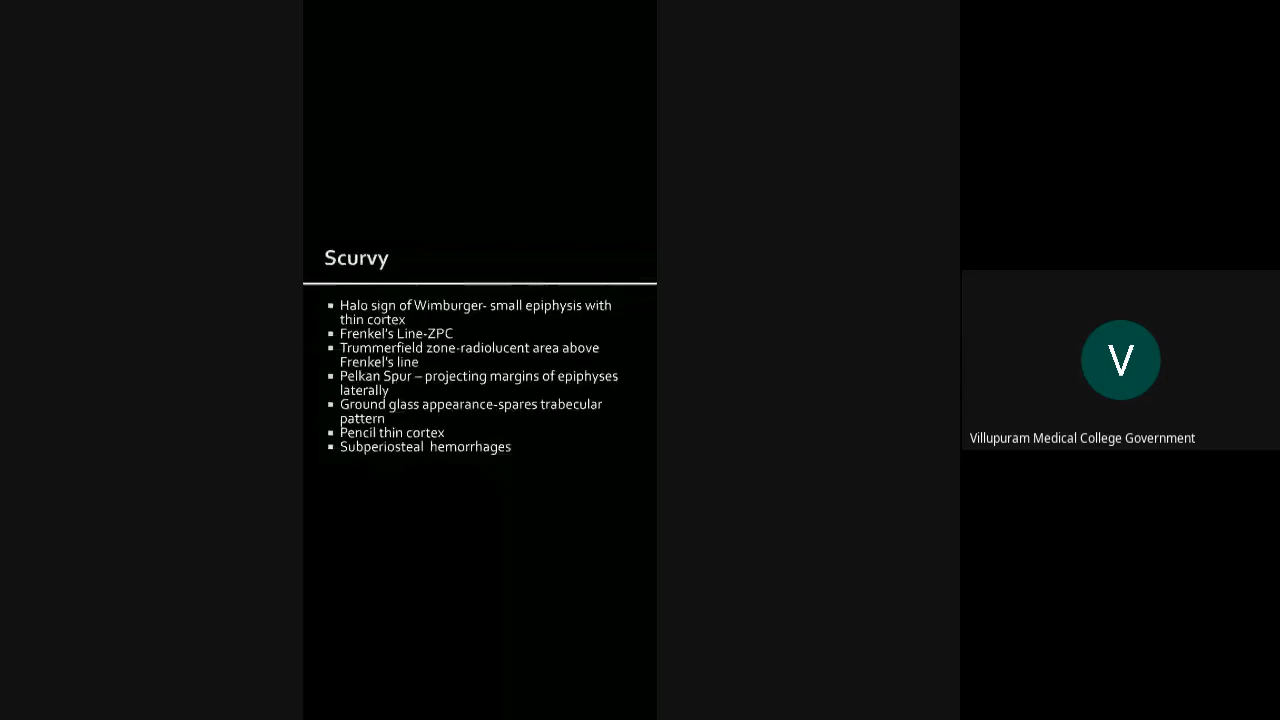 Scurvy
Halo sign of Wimburger- small epiphysis with
thin cortex
Frenkel's Line-ZPC
Trummerfield zone-radiolucent area above
Frenkel's line
Pelkan Spur – projecting margins of epiphyses
laterally
Ground glass appearance-spares trabecular
pattern
Pencil thin cortex
Subperiosteal hemorrhages
V
Villupuram Medical College Government